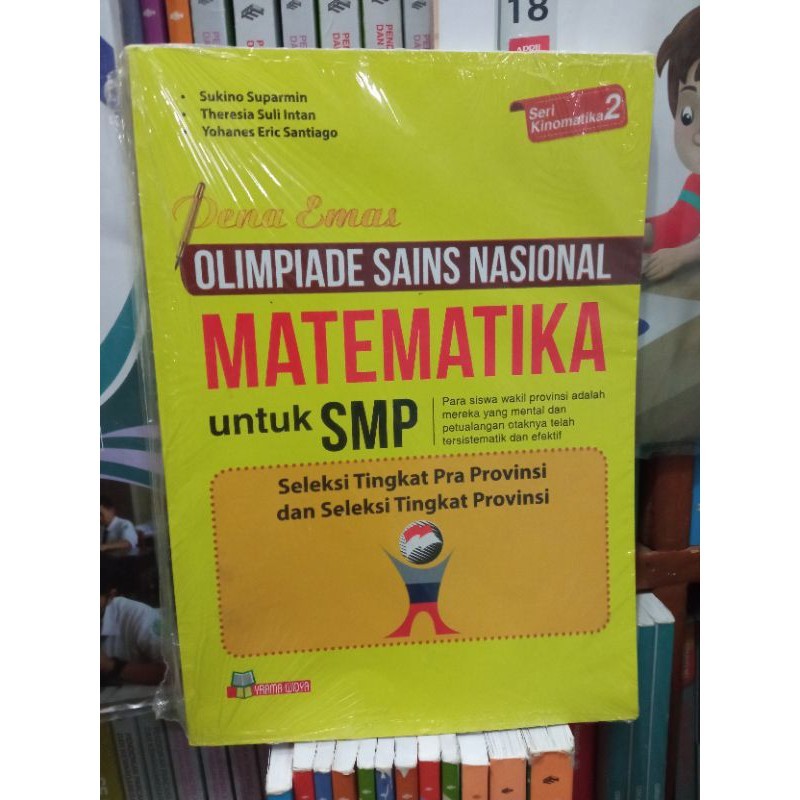 18
APRIL
• Sukino Suparmin
• Theresia Suli Intan
• Yohanes Eric Santiago
Seri
Kinomatika 2
Pena Emas
OLIMPIADE SAINS NASIONAL
MATEMATIKA
untuk SMP
Para siswa wakil provinsi adalah
mereka yang mental dan
petualangan otaknya telah
tersistematik dan efektif
Seleksi Tingkat Pra Provinsi
dan Seleksi Tingkat Provinsi
YRAMA WIDYA